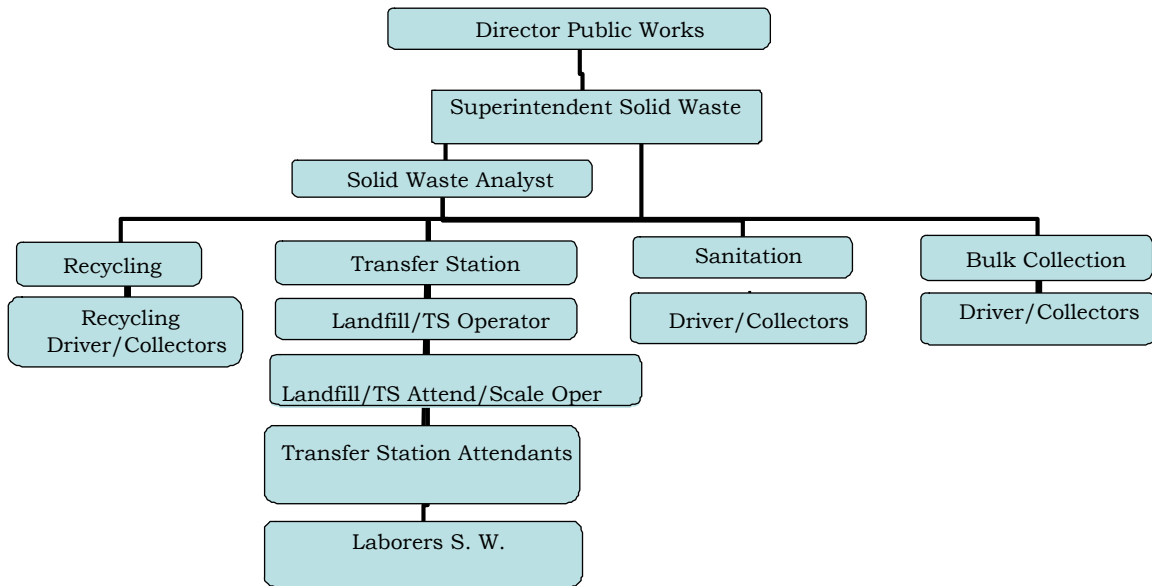 Director Public Works
Superintendent Solid Waste
Solid Waste Analyst
Recycling
Transfer Station
Sanitation
Bulk Collection
Recycling
Driver/Collectors
Landfill/TS Operator
Driver/Collectors
Driver/Collectors
Landfill/TS Attend/Scale Oper
Transfer Station Attendants
Laborers S. W.